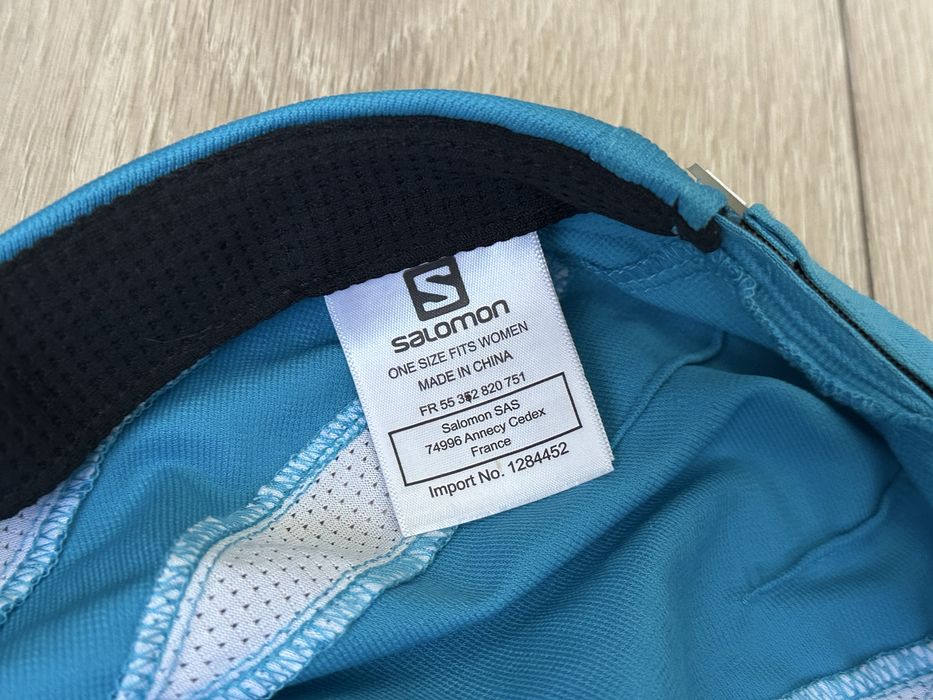 S
salomon
ONE SIZE FITS WOMEN
MADE IN CHINA
FR 55 352 820 751
Salomon SAS
74996 Annecy Cedex
France
Import No. 1284452